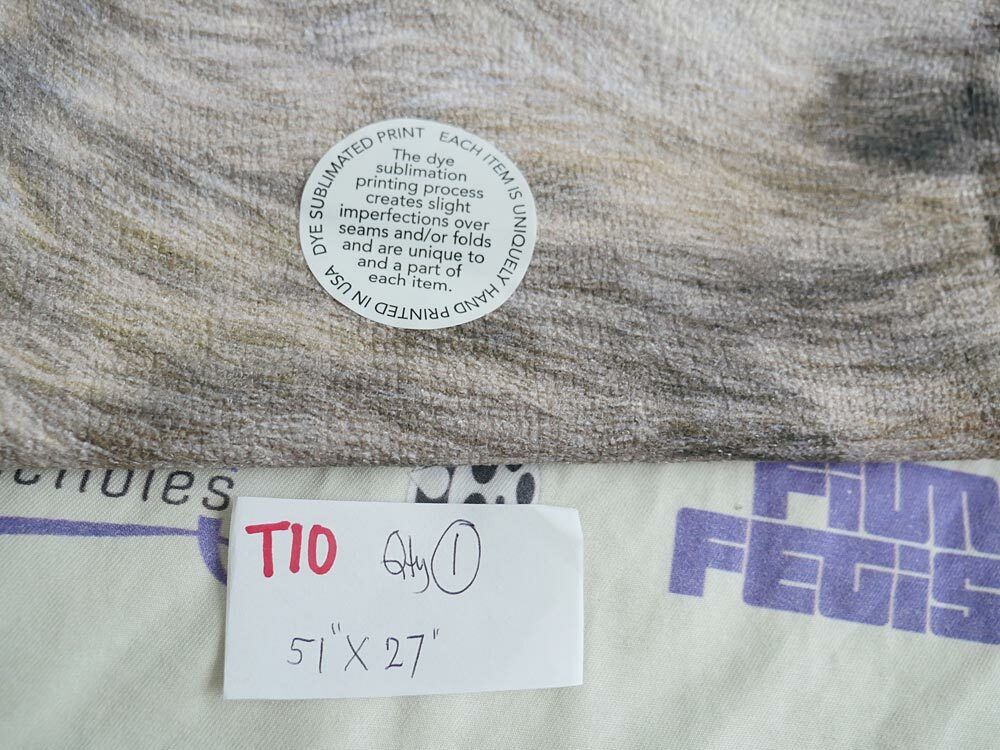 DYE SUBLIMATED PRINT
EACH ITEM IS UNIQUELY HAND PRINTED IN USA
The dye
sublimation
printing process
creates slight
imperfections over
seams and/or folds
and are unique to
and a part of
each item.
T10 Qty 1
51" X 27"
FILM
FETIS